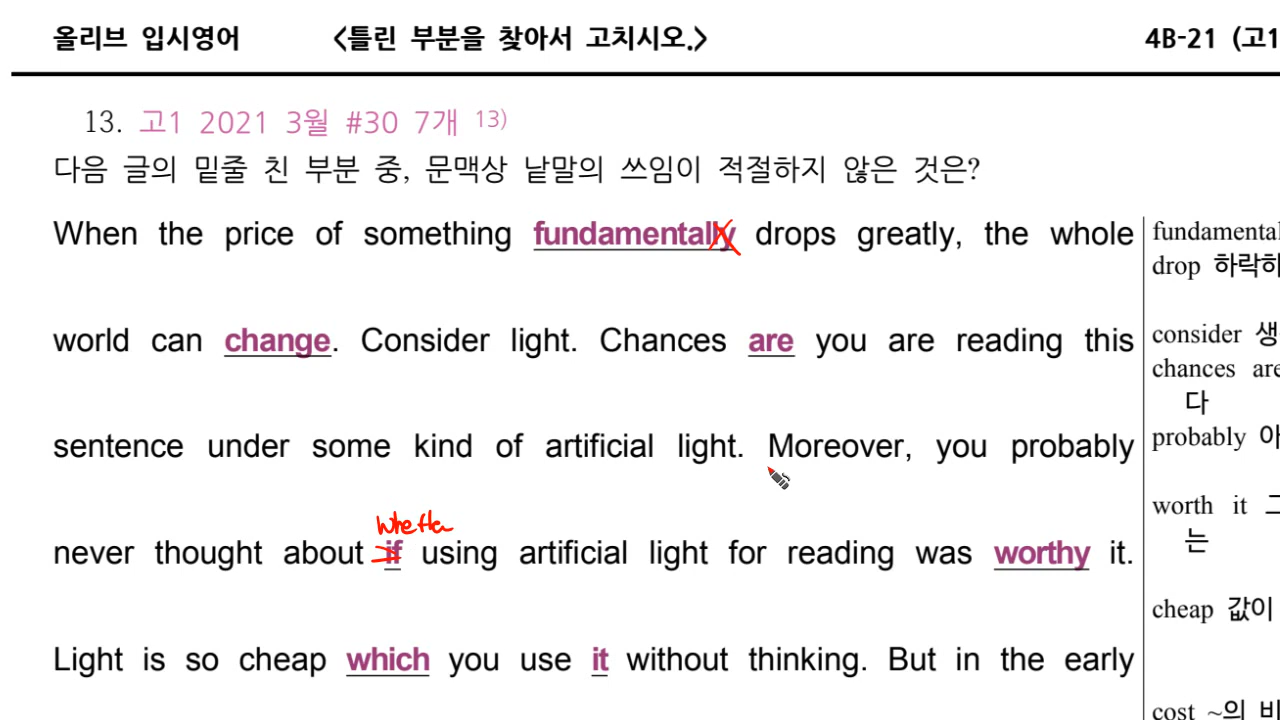 올리브 입시영어 <틀린 부분을 찾아서 고치시오.> 4B-21 (고1
13. 고1 2021 3월 #30 7개 13)
다음 글의 밑줄 친 부분 중, 문맥상 낱말의 쓰임이 적절하지 않은 것은?
When the price of something fundamentally drops greatly, the whole
fundamental
drop 하락하
world can change. Consider light. Chances are you are reading this
consider 생
chances are
다
sentence under some kind of artificial light. Moreover, you probably
probably 아
whether
never thought about if using artificial light for reading was worthy it.
worth it 그
는
cheap 값이
Light is so cheap which you use it without thinking. But in the early
cost ~의 비